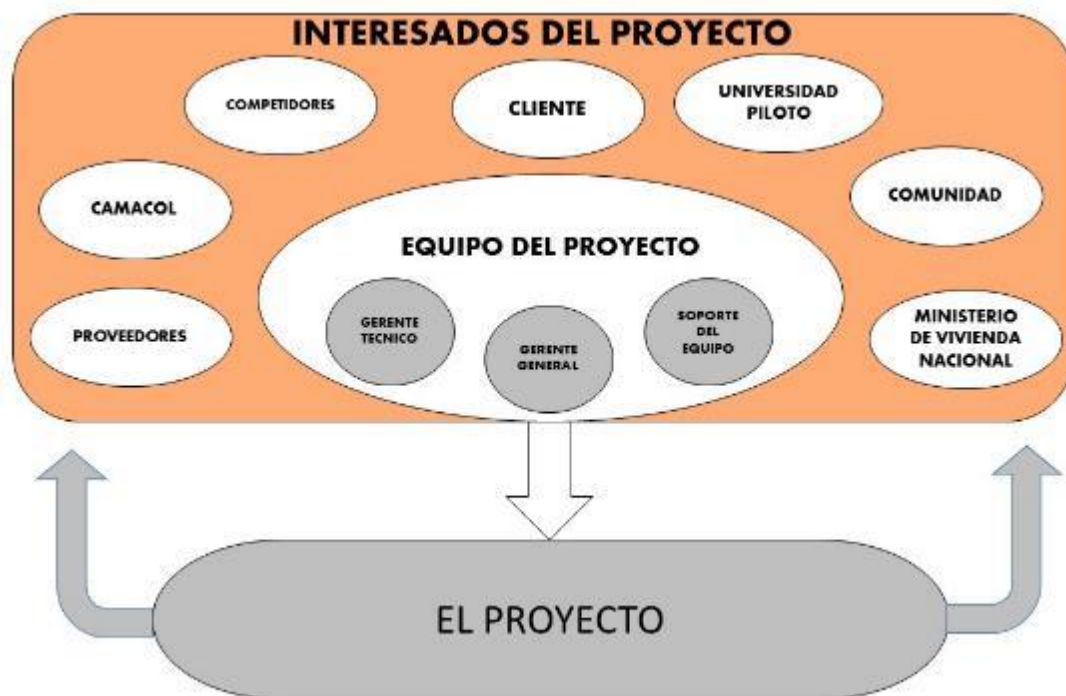 INTERESADOS DEL PROYECTO
COMPETIDORES
CLIENTE
UNIVERSIDAD
PILOTO
CAMACOL
COMUNIDAD
EQUIPO DEL PROYECTO
PROVEEDORES
GERENTE
TECNICO
GERENTE
GENERAL
SOPORTE
DEL
EQUIPO
MINISTERIO
DE VIVIENDA
NACIONAL
EL PROYECTO